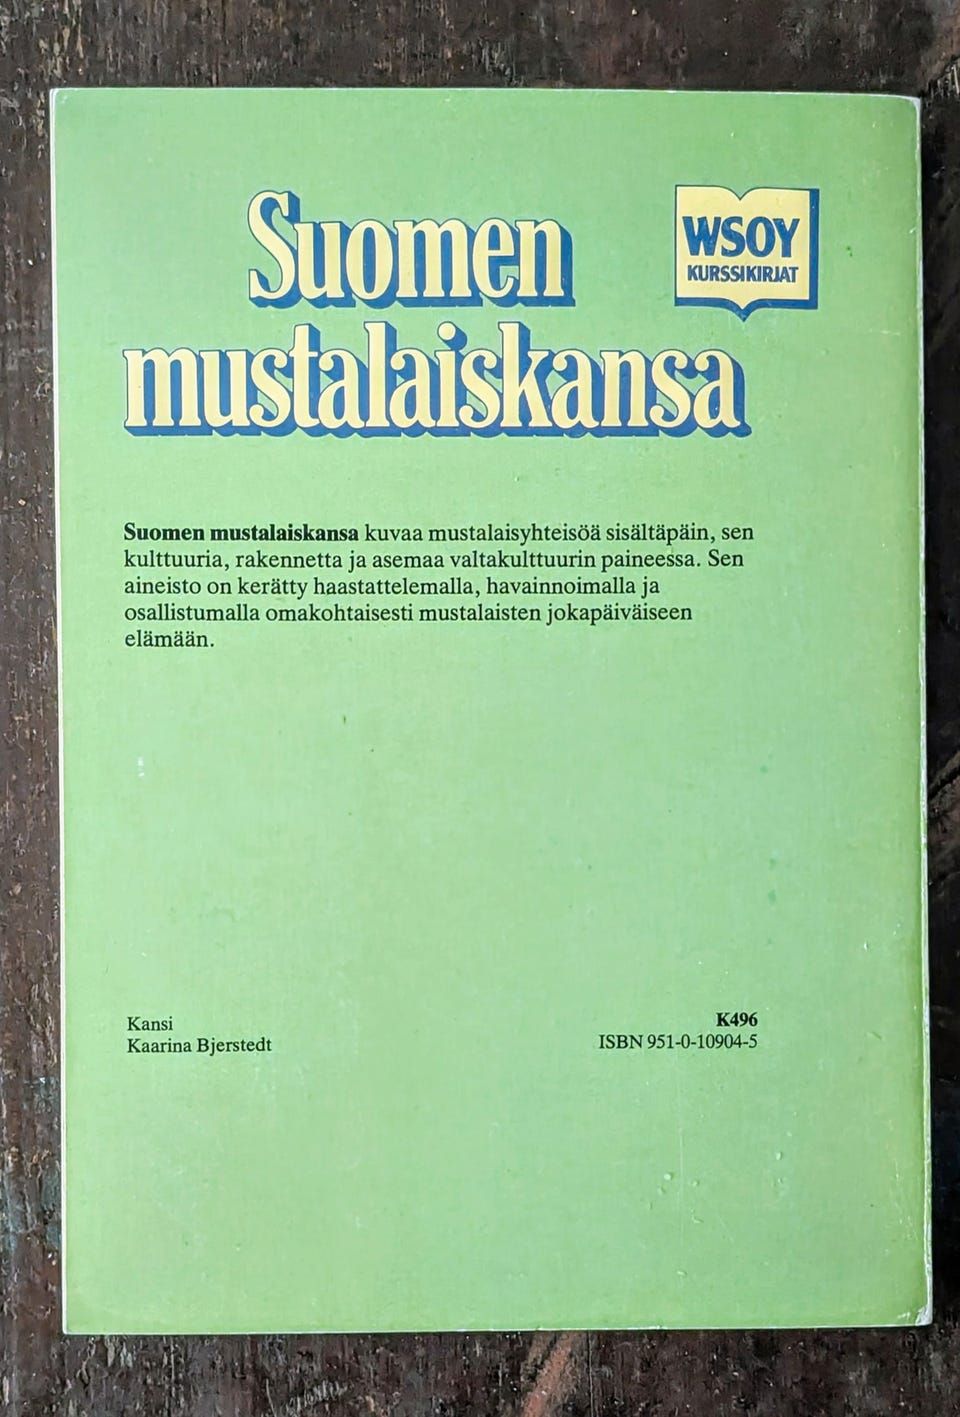 Suomen
mustalaiskansa
WSOY
KURSSIKIRJAT
Suomen mustalaiskansa kuvaa mustalaisyhteisöä sisältäpäin, sen
kulttuuria, rakennetta ja asemaa valtakulttuurin paineessa. Sen
aineisto on kerätty haastattelemalla, havainnoimalla ja
osallistumalla omakohtaisesti mustalaisten jokapäiväiseen
elämään.
Kansi
Kaarina Bjerstedt
K496
ISBN 951-0-10904-5